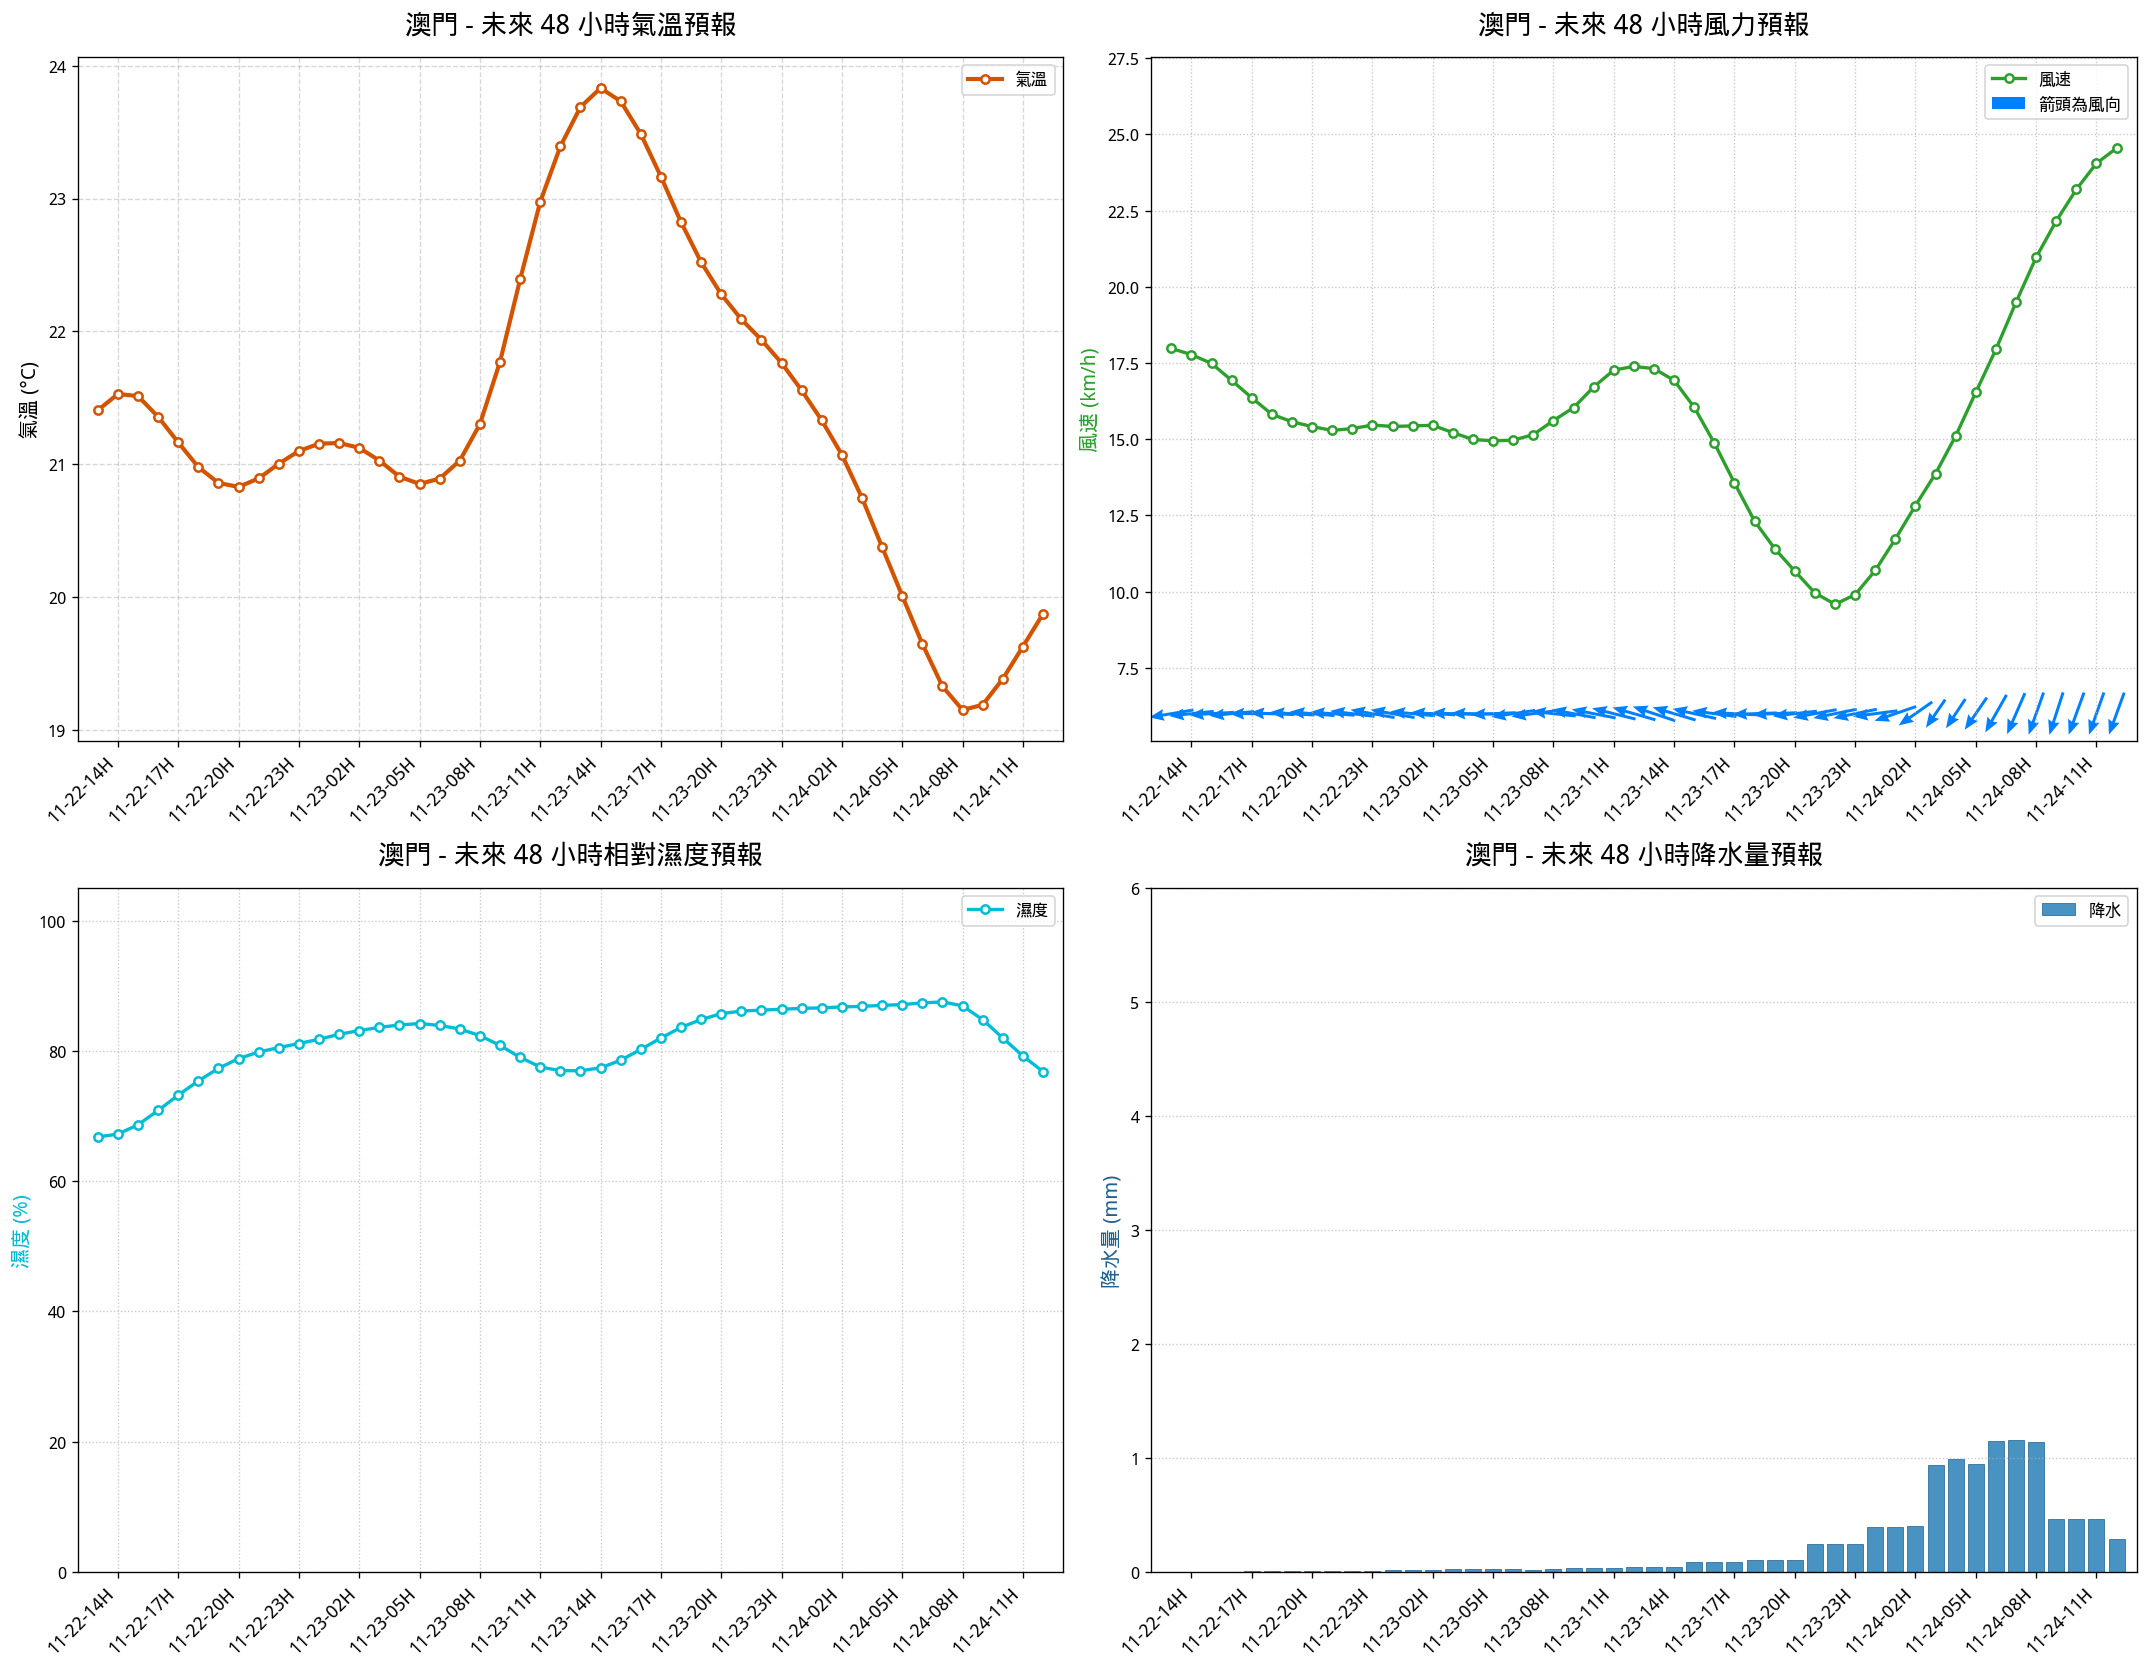 澳門 - 未來 48 小時氣溫預報
氣溫
24
23
22
21
20
19
氣溫 (°C)
11-22-14H
11-22-17H
11-22-20H
11-22-23H
11-23-02H
11-23-05H
11-23-08H
11-23-11H
11-23-14H
11-23-17H
11-23-20H
11-23-23H
11-24-02H
11-24-05H
11-24-08H
11-24-11H
澳門 - 未來 48 小時風力預報
風速
箭頭為風向
27.5
25.0
22.5
20.0
17.5
15.0
12.5
10.0
7.5
風速 (km/h)
11-22-14H
11-22-17H
11-22-20H
11-22-23H
11-23-02H
11-23-05H
11-23-08H
11-23-11H
11-23-14H
11-23-17H
11-23-20H
11-23-23H
11-24-02H
11-24-05H
11-24-08H
11-24-11H
澳門 - 未來 48 小時相對濕度預報
濕度
100
80
60
40
20
0
濕度 (%)
11-22-14H
11-22-17H
11-22-20H
11-22-23H
11-23-02H
11-23-05H
11-23-08H
11-23-11H
11-23-14H
11-23-17H
11-23-20H
11-23-23H
11-24-02H
11-24-05H
11-24-08H
11-24-11H
澳門 - 未來 48 小時降水量預報
降水
6
5
4
3
2
1
0
降水量 (mm)
11-22-14H
11-22-17H
11-22-20H
11-22-23H
11-23-02H
11-23-05H
11-23-08H
11-23-11H
11-23-14H
11-23-17H
11-23-20H
11-23-23H
11-24-02H
11-24-05H
11-24-08H
11-24-11H